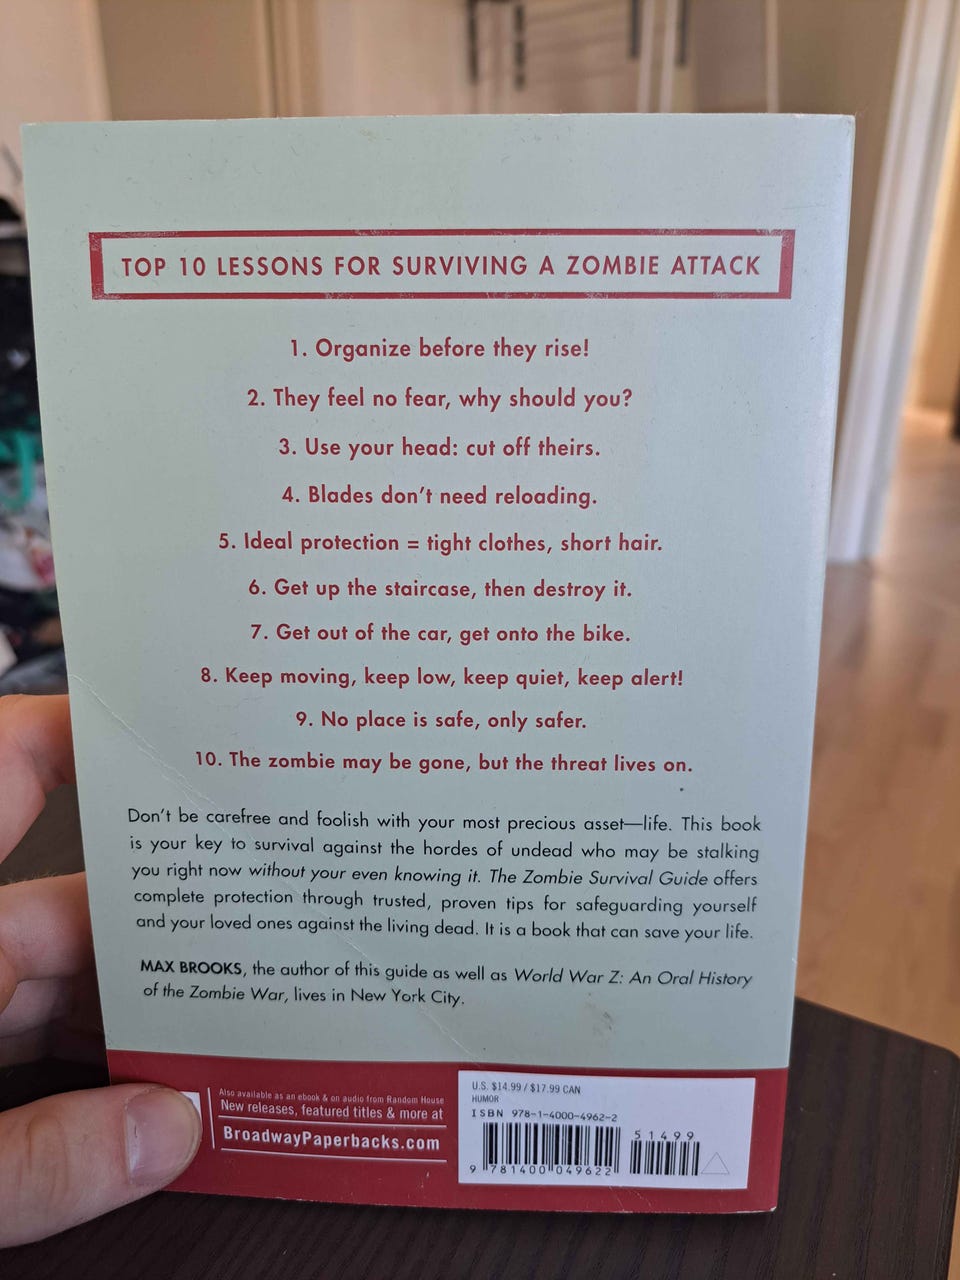 TOP 10 LESSONS FOR SURVIVING A ZOMBIE ATTACK
1. Organize before they rise!
2. They feel no fear, why should you?
3. Use your head: cut off theirs.
4. Blades don't need reloading.
5. Ideal protection = tight clothes, short hair.
6. Get up the staircase, then destroy it.
7. Get out of the car, get onto the bike.
8. Keep moving, keep low, keep quiet, keep alert!
9. No place is safe, only safer.
10. The zombie may be gone, but the threat lives on.
Don't be carefree and foolish with your most precious asset—life. This book
is your key to survival against the hordes of undead who may be stalking
you right now without your even knowing it. The Zombie Survival Guide offers
complete protection through trusted, proven tips for safeguarding yourself
and your loved ones against the living dead. It is a book that can save your life.
MAX BROOKS, the author of this guide as well as World War Z: An Oral History
of the Zombie War, lives in New York City.
Also available as an ebook & on audio from Random House
New releases, featured titles & more at
BroadwayPaperbacks.com
U.S. $14.99 / $17.99 CAN
HUMOR
ISBN 978-1-4000-4962-2
51499
9 781400 049622